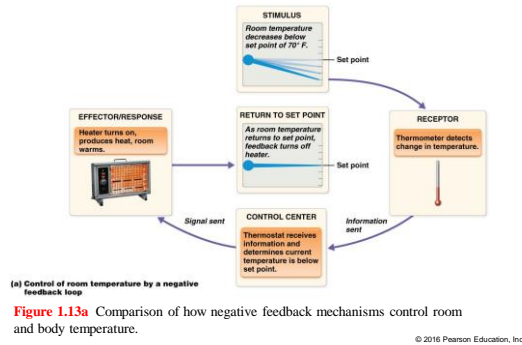 STIMULUS
Room temperature
decreases below
set point of 70° F.
Set point
EFFECTOR/RESPONSE
Heater turns on,
produces heat, room
warms.
RETURN TO SET POINT
As room temperature
returns to set point,
feedback turns off
heater.
Set point
RECEPTOR
Thermometer detects
change in temperature.
Signal sent
CONTROL CENTER
Thermostat receives
information and
determines current
temperature is below
set point.
Information
sent
(a) Control of room temperature by a negative
feedback loop
Figure 1.13a Comparison of how negative feedback mechanisms control room
and body temperature.
© 2016 Pearson Education, Inc